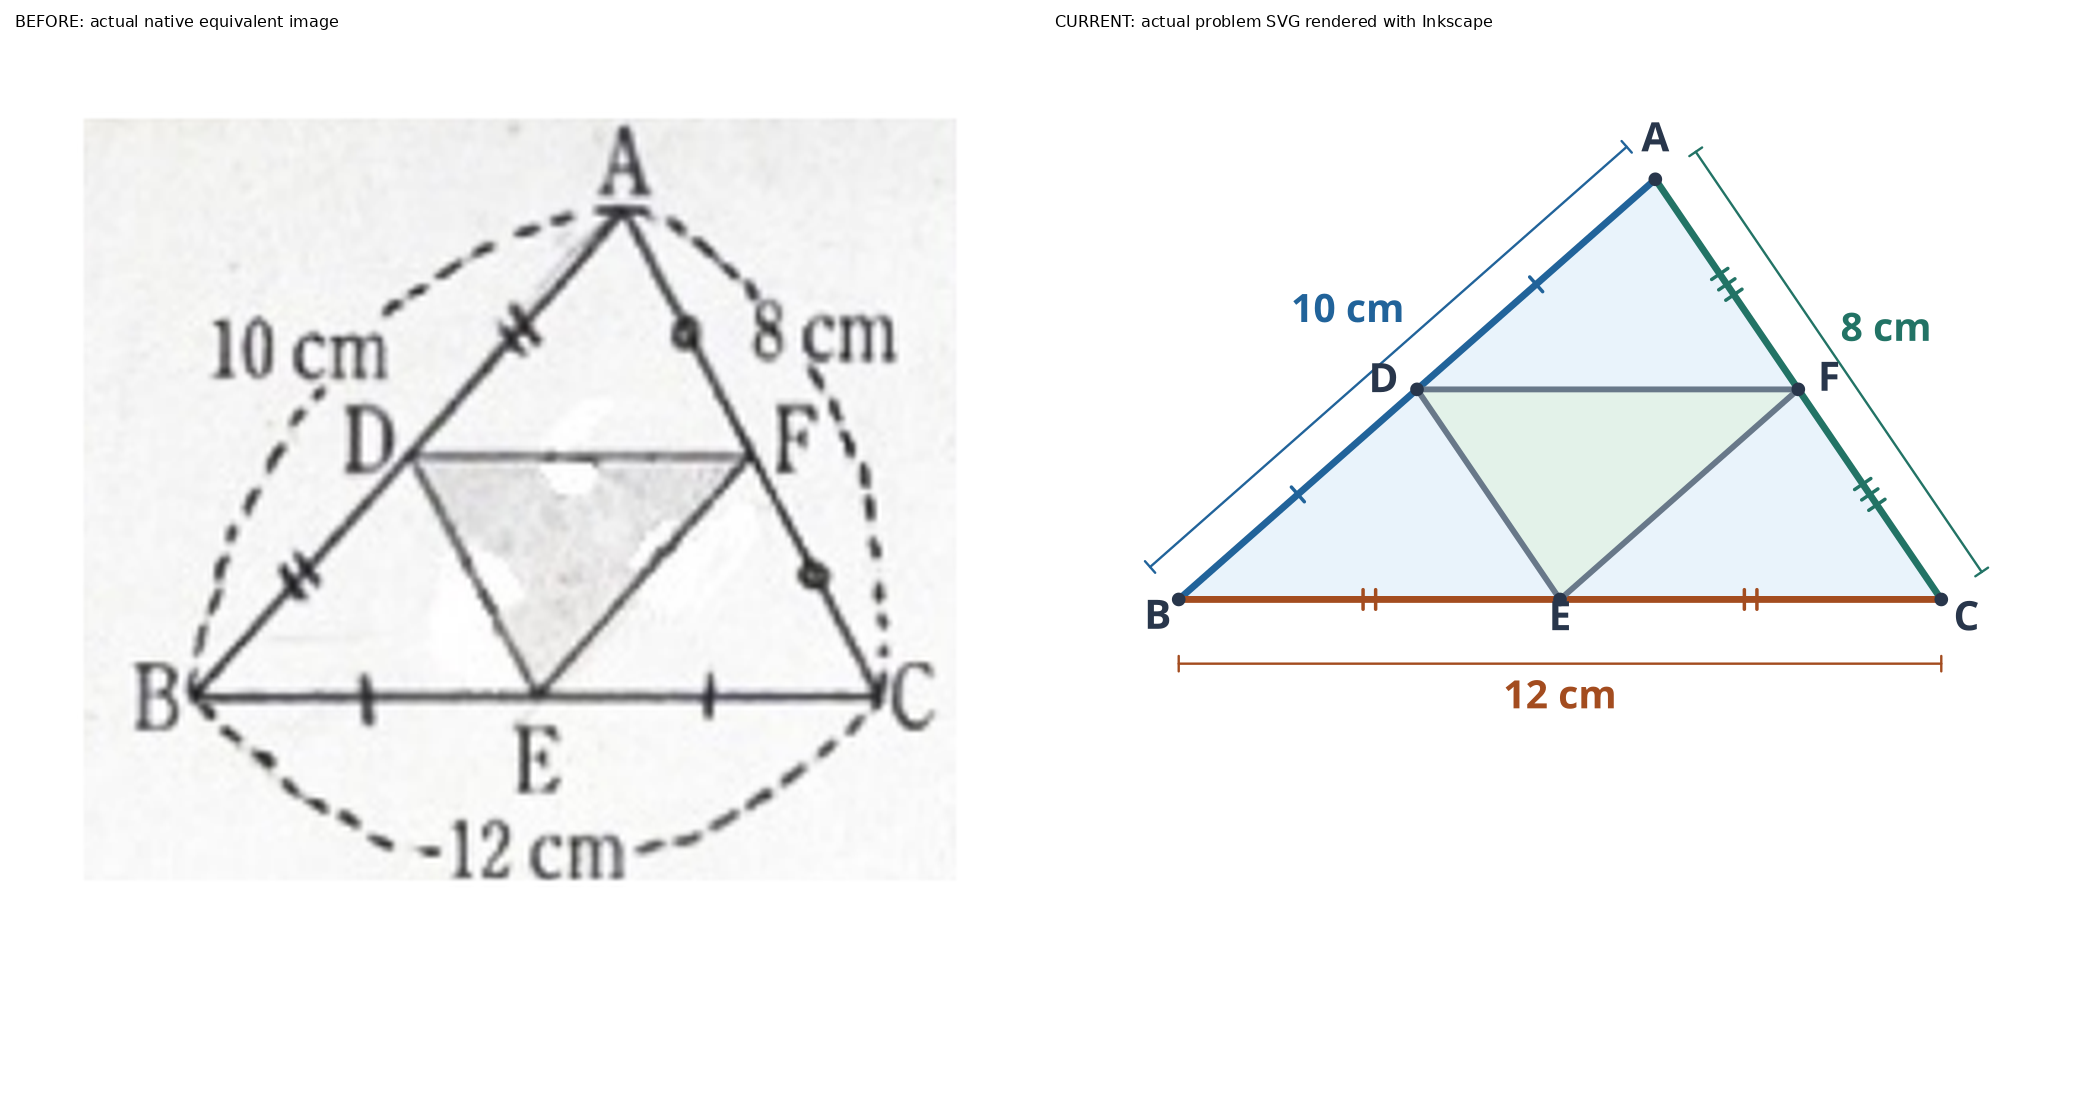 BEFORE: actual native equivalent image
A
10 cm
8 cm
D
F
B
C
E
12 cm
CURRENT: actual problem SVG rendered with Inkscape
A
10 cm
8 cm
D
F
B
E
C
12 cm